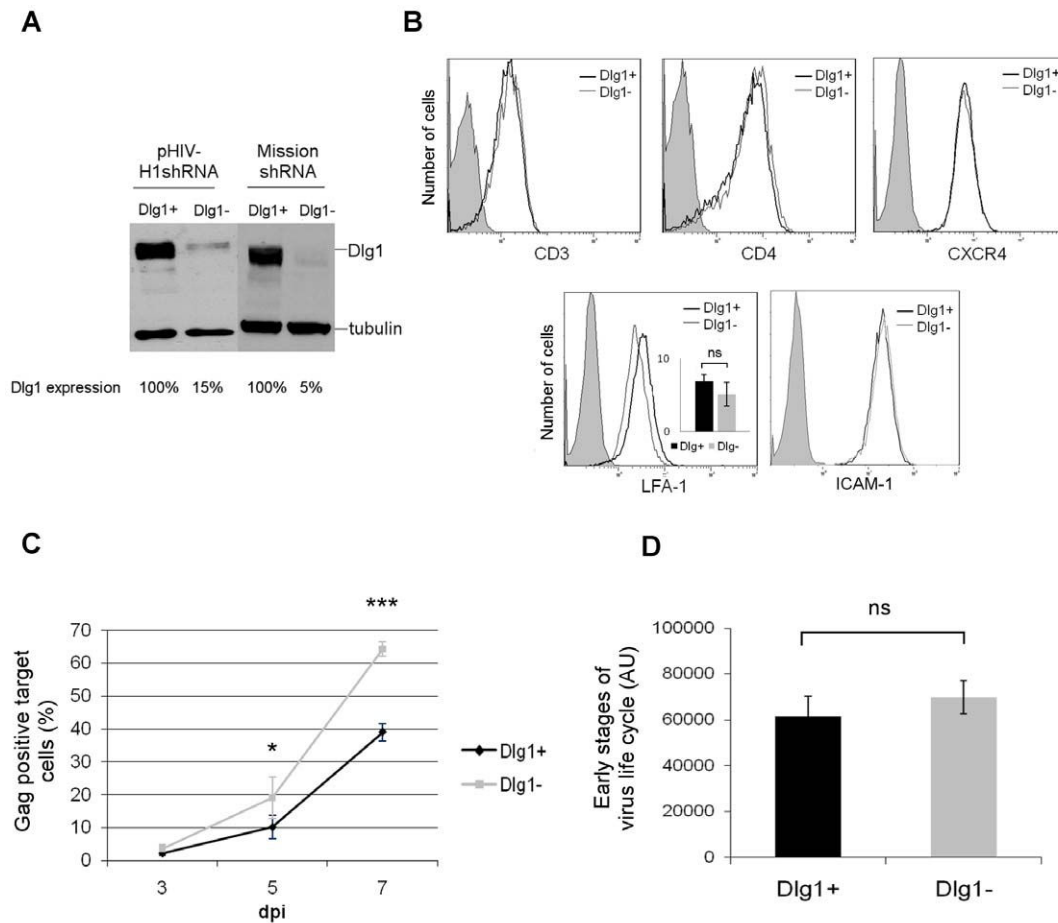 A
pHIV-
H1shRNA
Mission
shRNA
Dlg1+ Dlg1- Dlg1+ Dlg1-
Dlg1
tubulin
Dlg1 expression 100% 15% 100% 5%
B
Number of cells
Dlg1+
Dlg1-
CD3
Dlg1+
Dlg1-
CD4
Dlg1+
Dlg1-
CXCR4
Number of cells
Dlg1+
Dlg1-
10
ns
0
Dlg+ Dlg-
LFA-1
Dlg1+
Dlg1-
ICAM-1
C
Gag positive target
cells (%)
70
60
50
40
30
20
10
0
*
***
3 5 7
dpi
Dlg1+
Dlg1-
D
Early stages of
virus life cycle (AU)
100000
80000
60000
40000
20000
0
ns
Dlg1+ Dlg1-